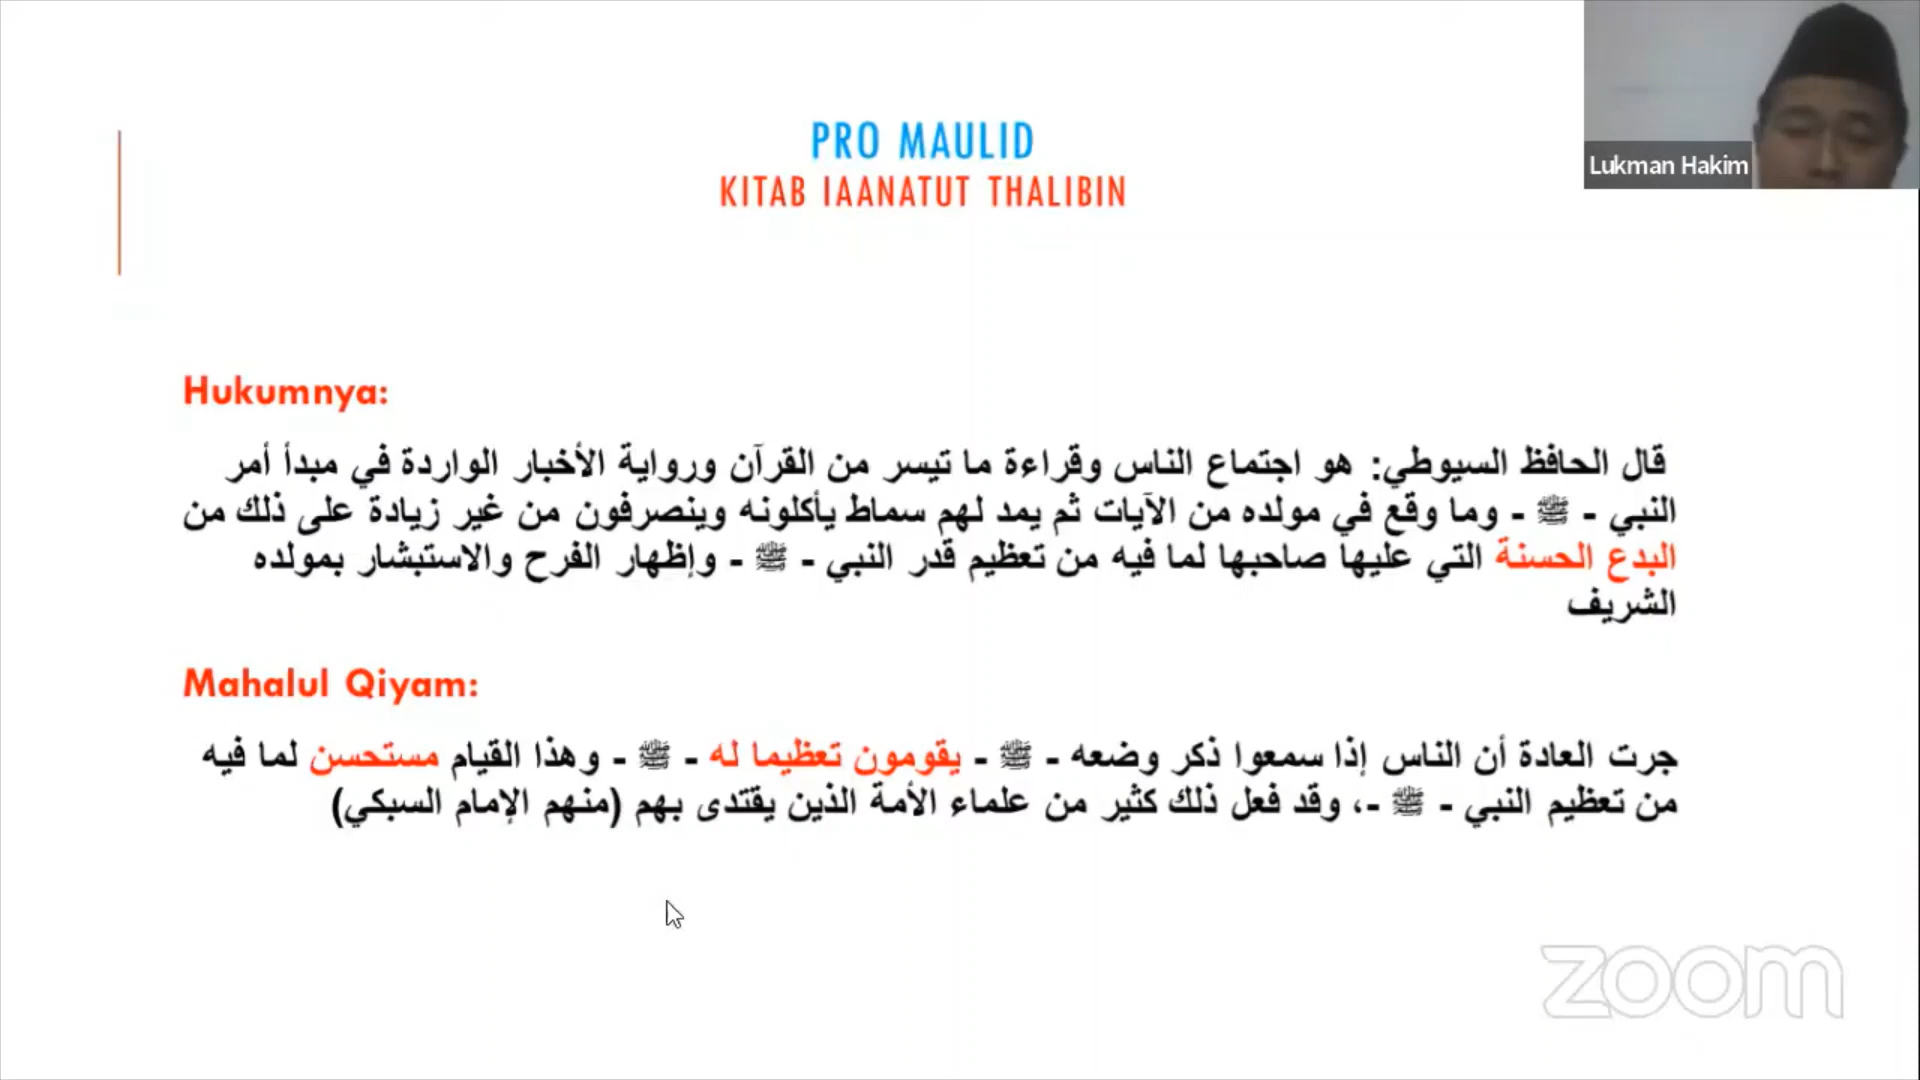 PRO MAULID
KITAB IAANATUT THALIBIN
Lukman Hakim
Hukumnya:
قال الحافظ السيوطي: هو اجتماع الناس وقراءة ما تيسر من القرآن ورواية الأخبار الواردة في مبدأ أمر
النبي - ﷺ - وما وقع في مولده من الآيات ثم يمد لهم سماط يأكلونه وينصرفون من غير زيادة على ذلك من
البدع الحسنة التي عليها صاحبها لما فيه من تعظيم قدر النبي - ﷺ - وإظهار الفرح والاستبشار بمولده
الشريف
Mahalul Qiyam:
جرت العادة أن الناس إذا سمعوا ذكر وضعه - ﷺ - يقومون تعظيما له - ﷺ - وهذا القيام مستحسن لما فيه
من تعظيم النبي - ﷺ -، وقد فعل ذلك كثير من علماء الأمة الذين يقتدى بهم (منهم الإمام السبكي)
zoom